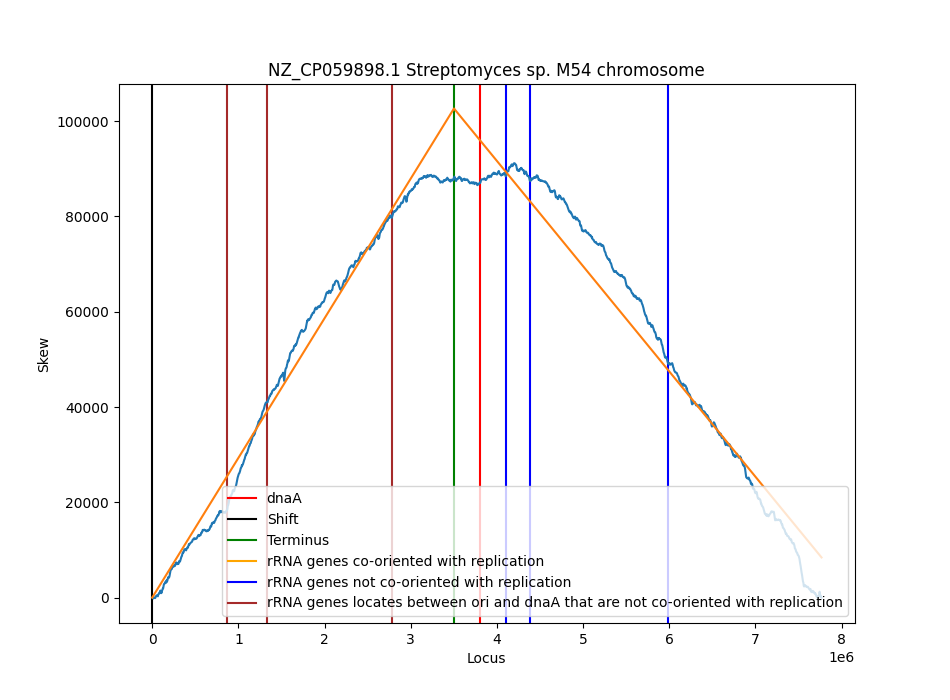 NZ_CP059898.1 Streptomyces sp. M54 chromosome
Skew
100000
80000
60000
40000
20000
0
dnaA
Shift
Terminus
rRNA genes co-oriented with replication
rRNA genes not co-oriented with replication
rRNA genes locates between ori and dnaA that are not co-oriented with replication
0 1 2 3 4 5 6 7 8
1e6
Locus